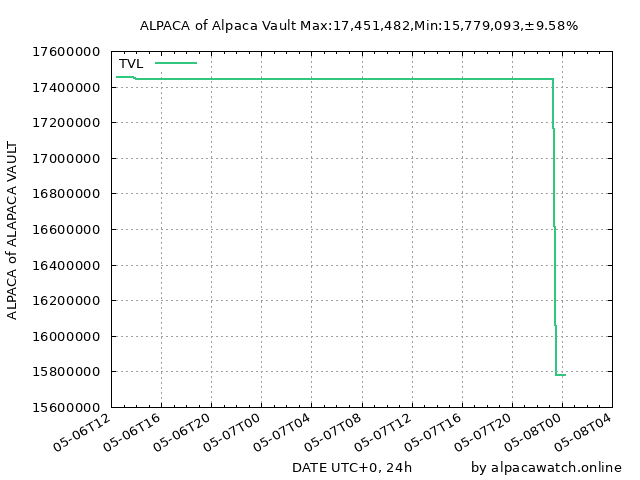 ALPACA of Alpaca Vault Max:17,451,482,Min:15,779,093,±9.58%
TVL
17600000
17400000
17200000
17000000
16800000
16600000
16400000
16200000
16000000
15800000
15600000
ALPACA of ALAPACA VAULT
05-06T12
05-06T16
05-06T20
05-07T00
05-07T04
05-07T08
05-07T12
05-07T16
05-07T20
05-08T00
05-08T04
DATE UTC+0, 24h
by alpacawatch.online